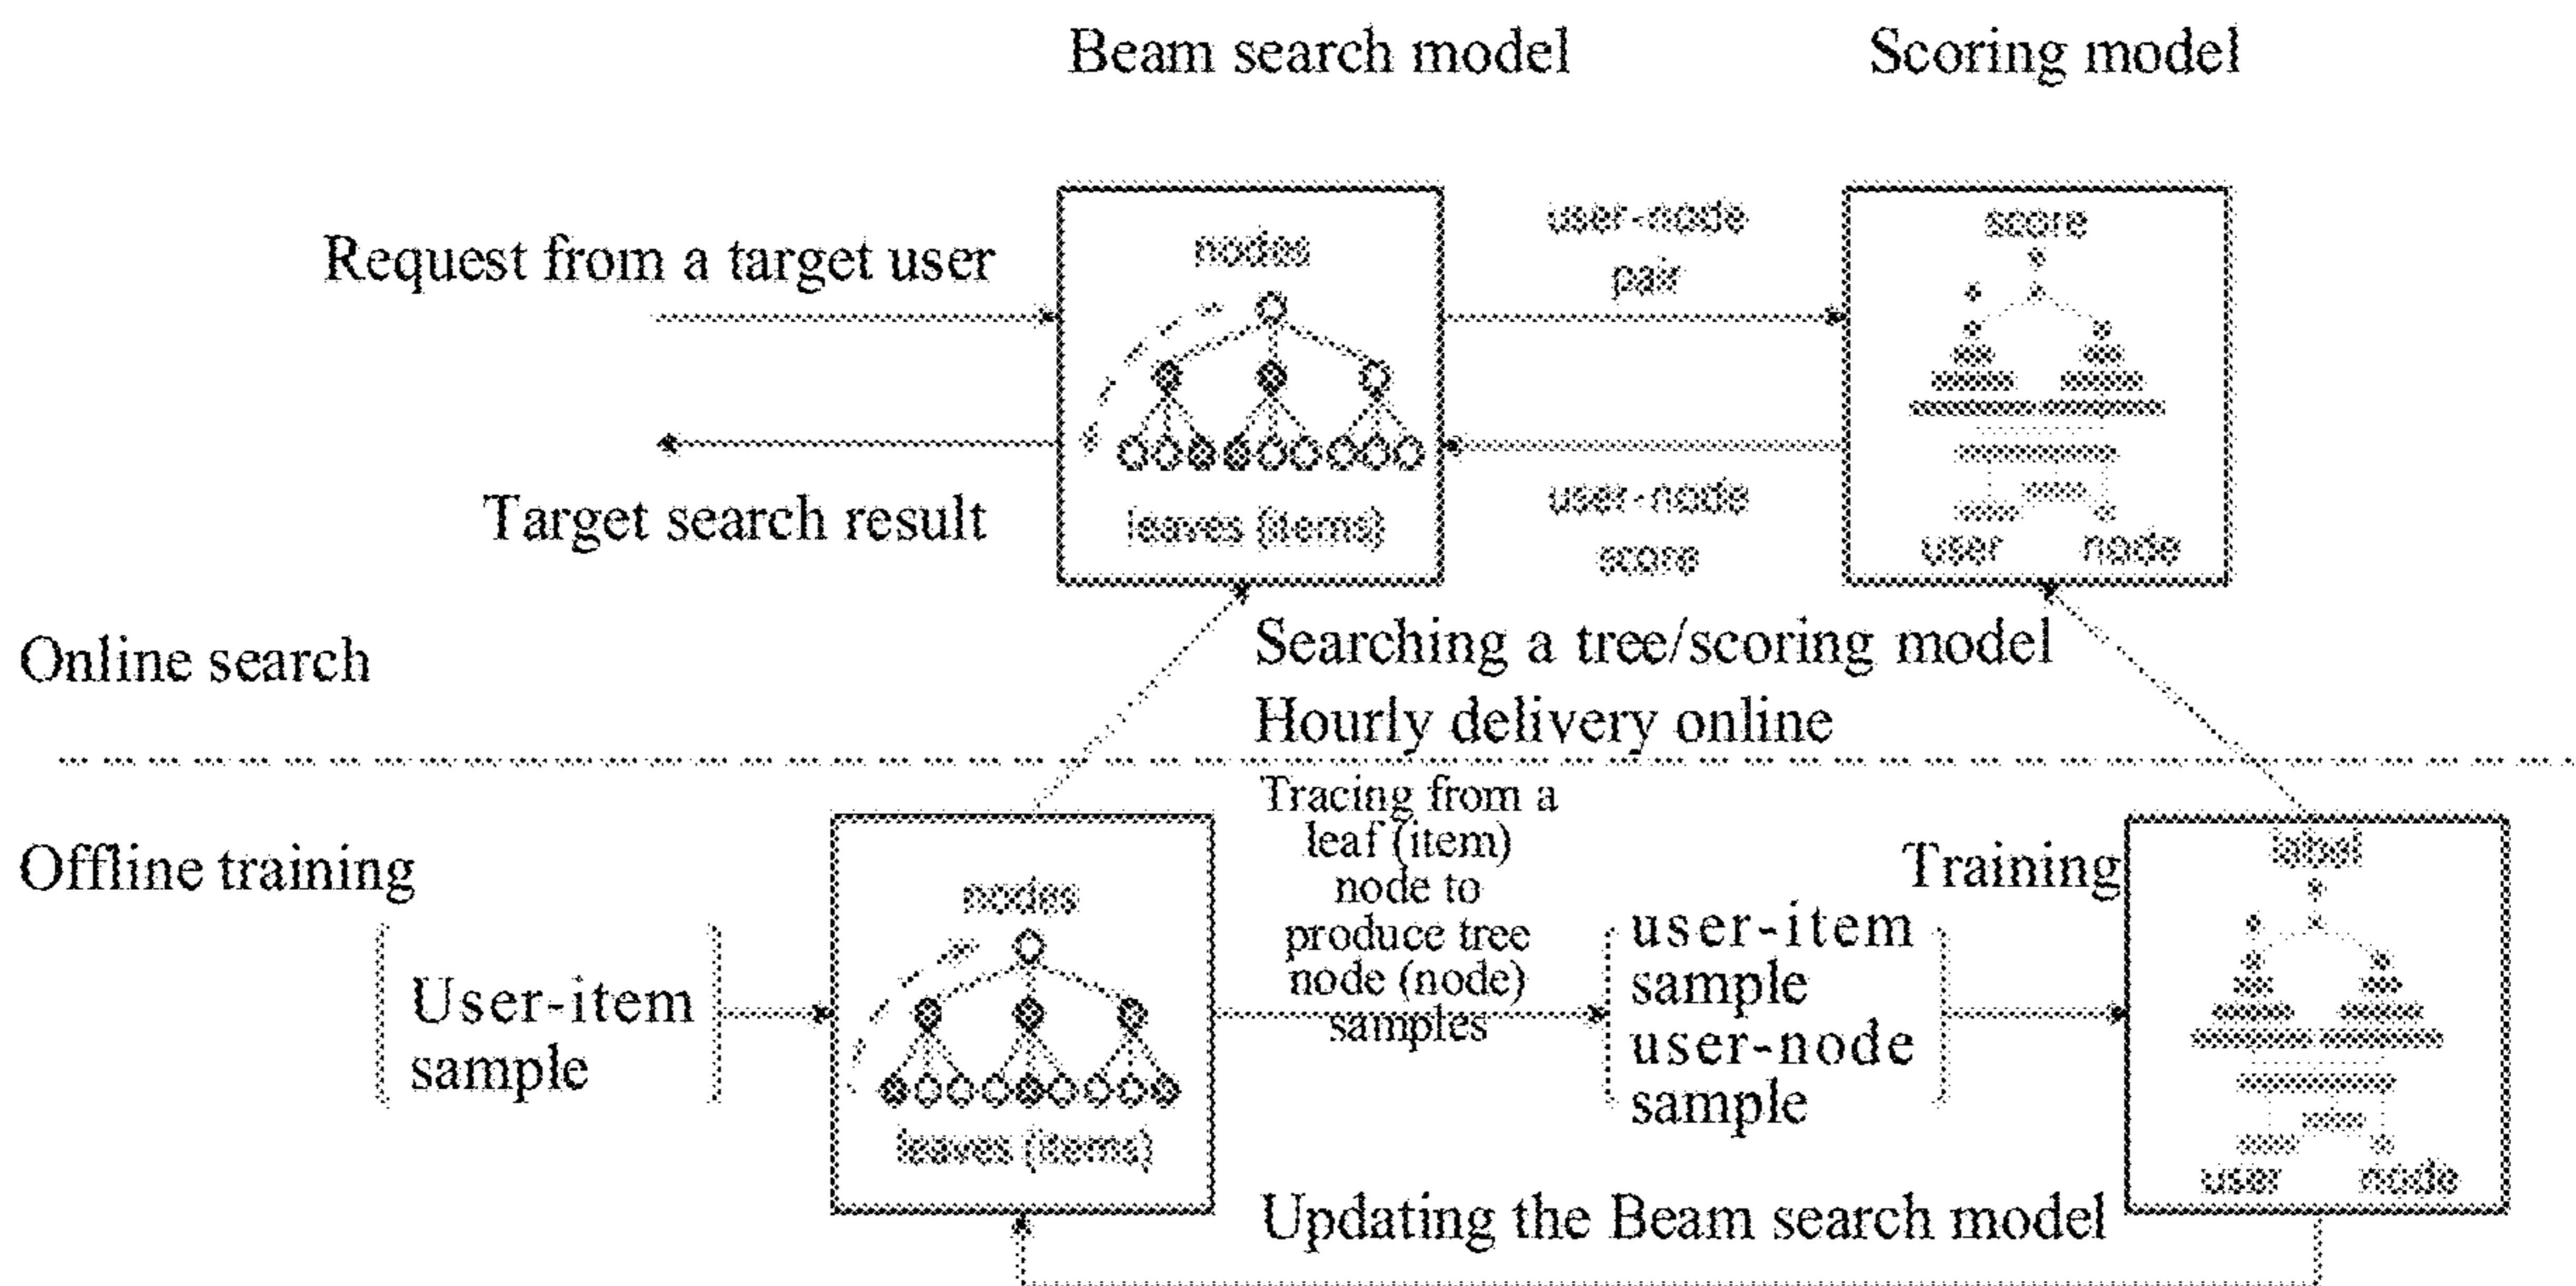 Beam search model
Scoring model
Request from a target user
Target search result
nodes
leaves (items)
user-node
pair
user-node
score
score
user node
Online search
Searching a tree/scoring model
Hourly delivery online
Offline training
User-item
sample
nodes
leaves (items)
Tracing from a
leaf (item)
node to
produce tree
node (node)
samples
user-item
sample
user-node
sample
Training
label
user node
Updating the Beam search model